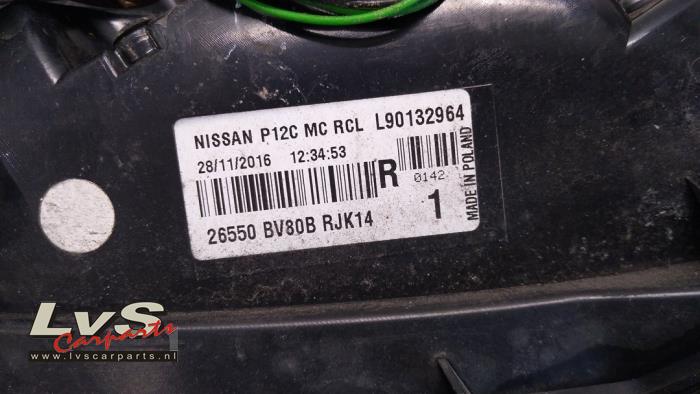 NISSAN P12C MC RCL L90132964
28/11/2016 12:34:53
R
0142
26550 BV80B RJK14
1
MADE IN POLAND
LvS
Carparts
www.lvscarparts.nl